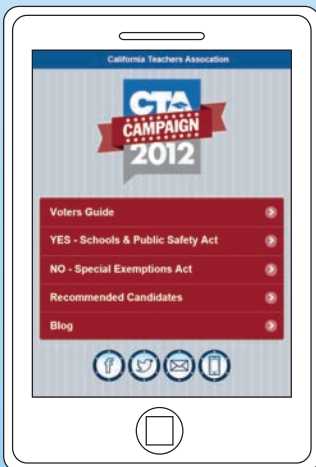 California Teachers Assocation
CTA
CAMPAIGN
2012
Voters Guide
YES - Schools & Public Safety Act
NO - Special Exemptions Act
Recommended Candidates
Blog